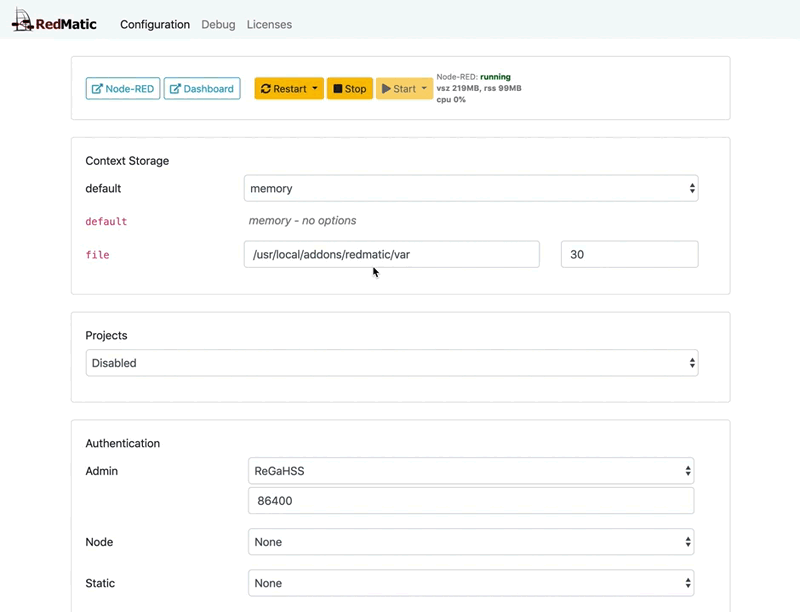 RedMatic Configuration Debug Licenses
Node-RED Dashboard Restart Stop Start
Node-RED: running
vsz 219MB, rss 99MB
cpu 0%
Context Storage
default memory
default memory - no options
file /usr/local/addons/redmatic/var 30
Projects
Disabled
Authentication
Admin ReGaHSS
86400
Node None
Static None